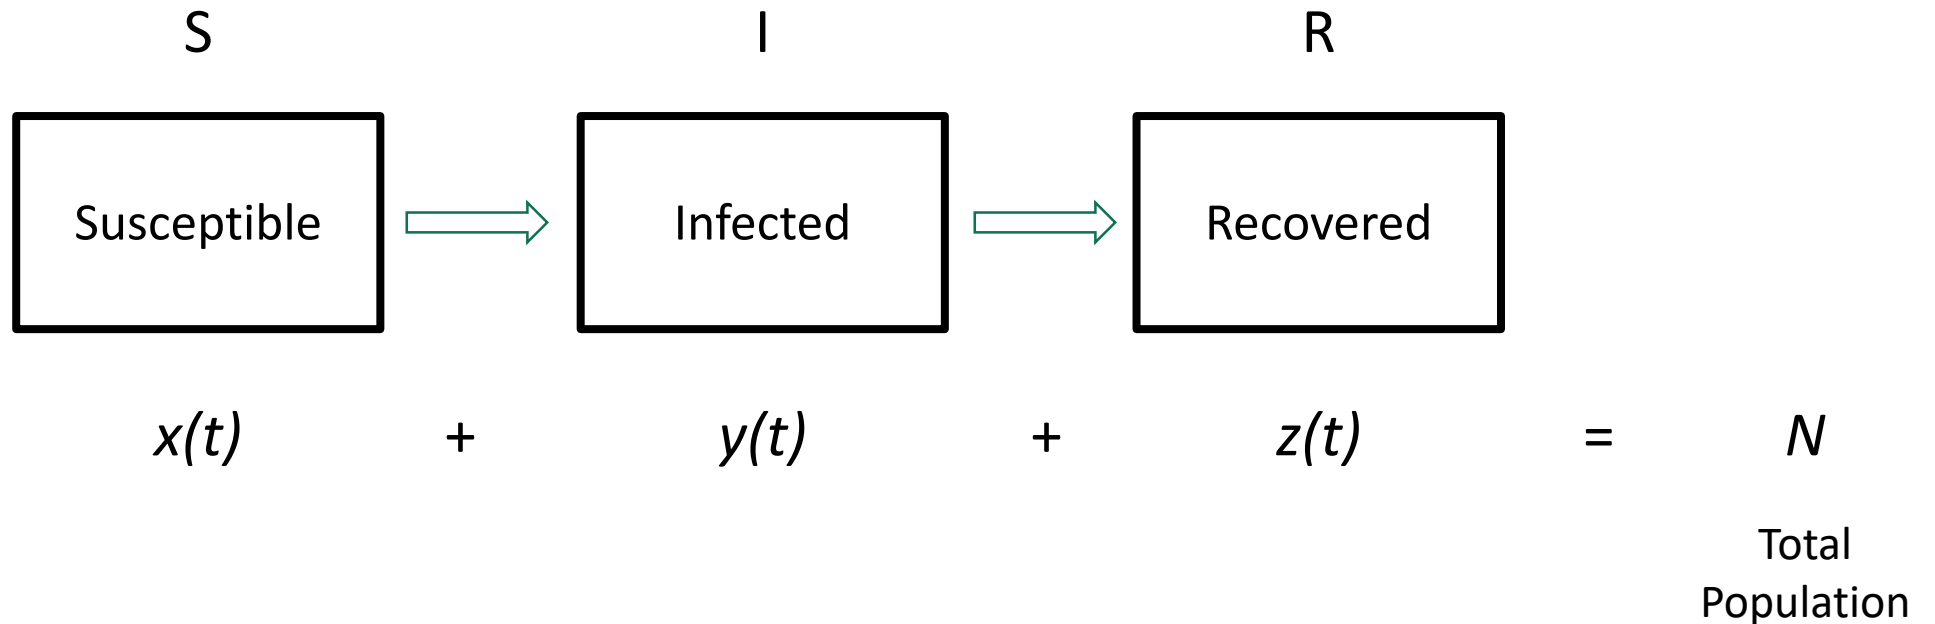 S I R
Susceptible Infected Recovered
x(t) + y(t) + z(t) = N
Total
Population